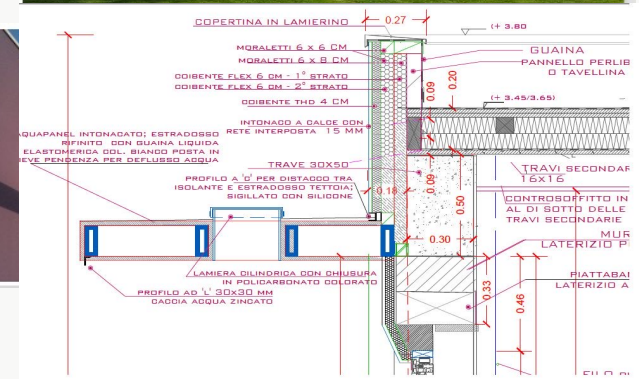 COPERTINA IN LAMIERINO
0.27
(+ 3.80
MORALETTI 6 X 6 CM
MORALETTI 6 X 8 CM
COIBENTE FLEX 6 CM - 1° STRATO
COIBENTE FLEX 6 CM - 2° STRATO
COIBENTE THD 4 CM
INTONACO A CALCE CON
RETE INTERPOSTA 15 MM
GUAINA
PANNELLO PERLIB
O TAVELLINA
0.20
0.09
(+ 3.45/3.65)
AQUAPANEL INTONACATO; ESTRADOSSO
RIFINITO CON GUAINA LIQUIDA
ELASTOMERICA COL. BIANCO POSTA IN
EVE PENDENZA PER DEFLUSSO ACQUA
TRAVE 30X50
PROFILO A 'O' PER DISTACCO TRA
ISOLANTE E ESTRADOSSO TETTOIA;
SIGILLATO CON SILICONE
0.18
0.09
0.50
0.30
TRAVI SECONDAR
16X16
CONTROSOFFITTO IN
AL DI SOTTO DELLE
TRAVI SECONDARIE
MUR
LATERIZIO P
LAMIERA CILINDRICA CON CHIUSURA
IN POLICARBONATO COLORATO
PROFILO AD 'L' 30X30 MM
CACCIA ACQUA ZINCATO
PIATTABAN
LATERIZIO A
0.33
0.46